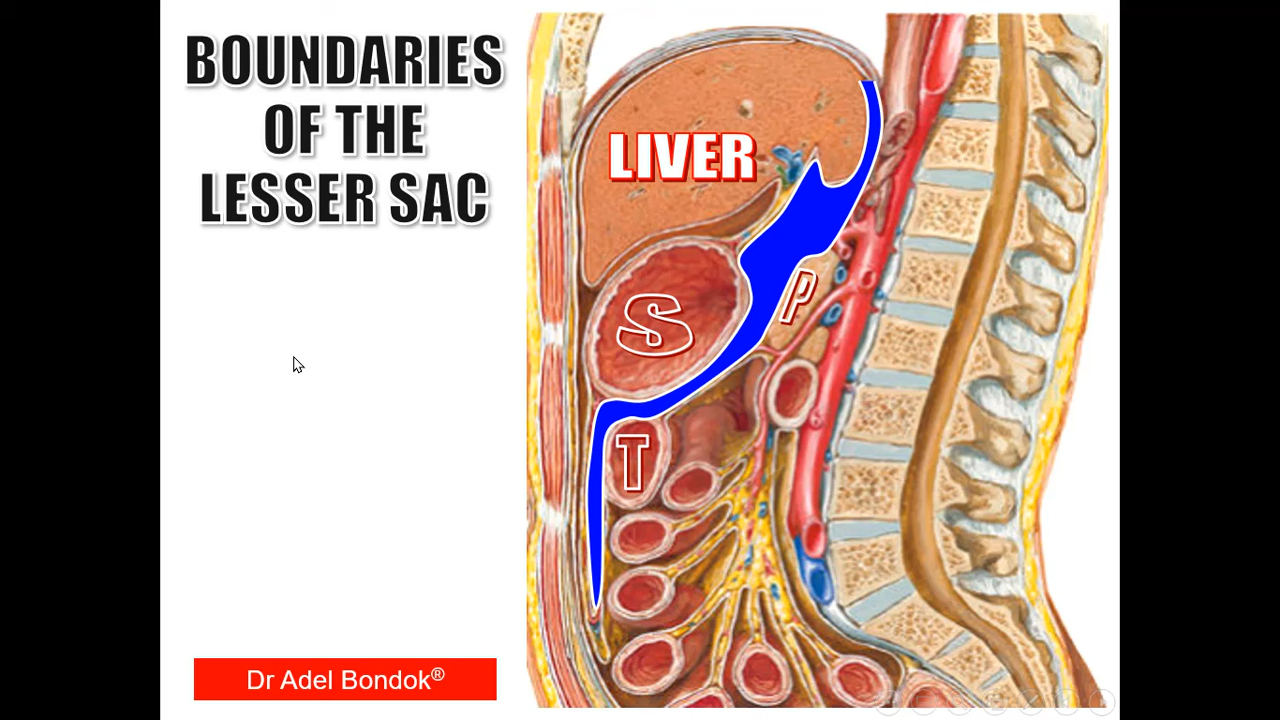 BOUNDARIES
OF THE
LESSER SAC
LIVER
S
P
T
Dr Adel Bondok®